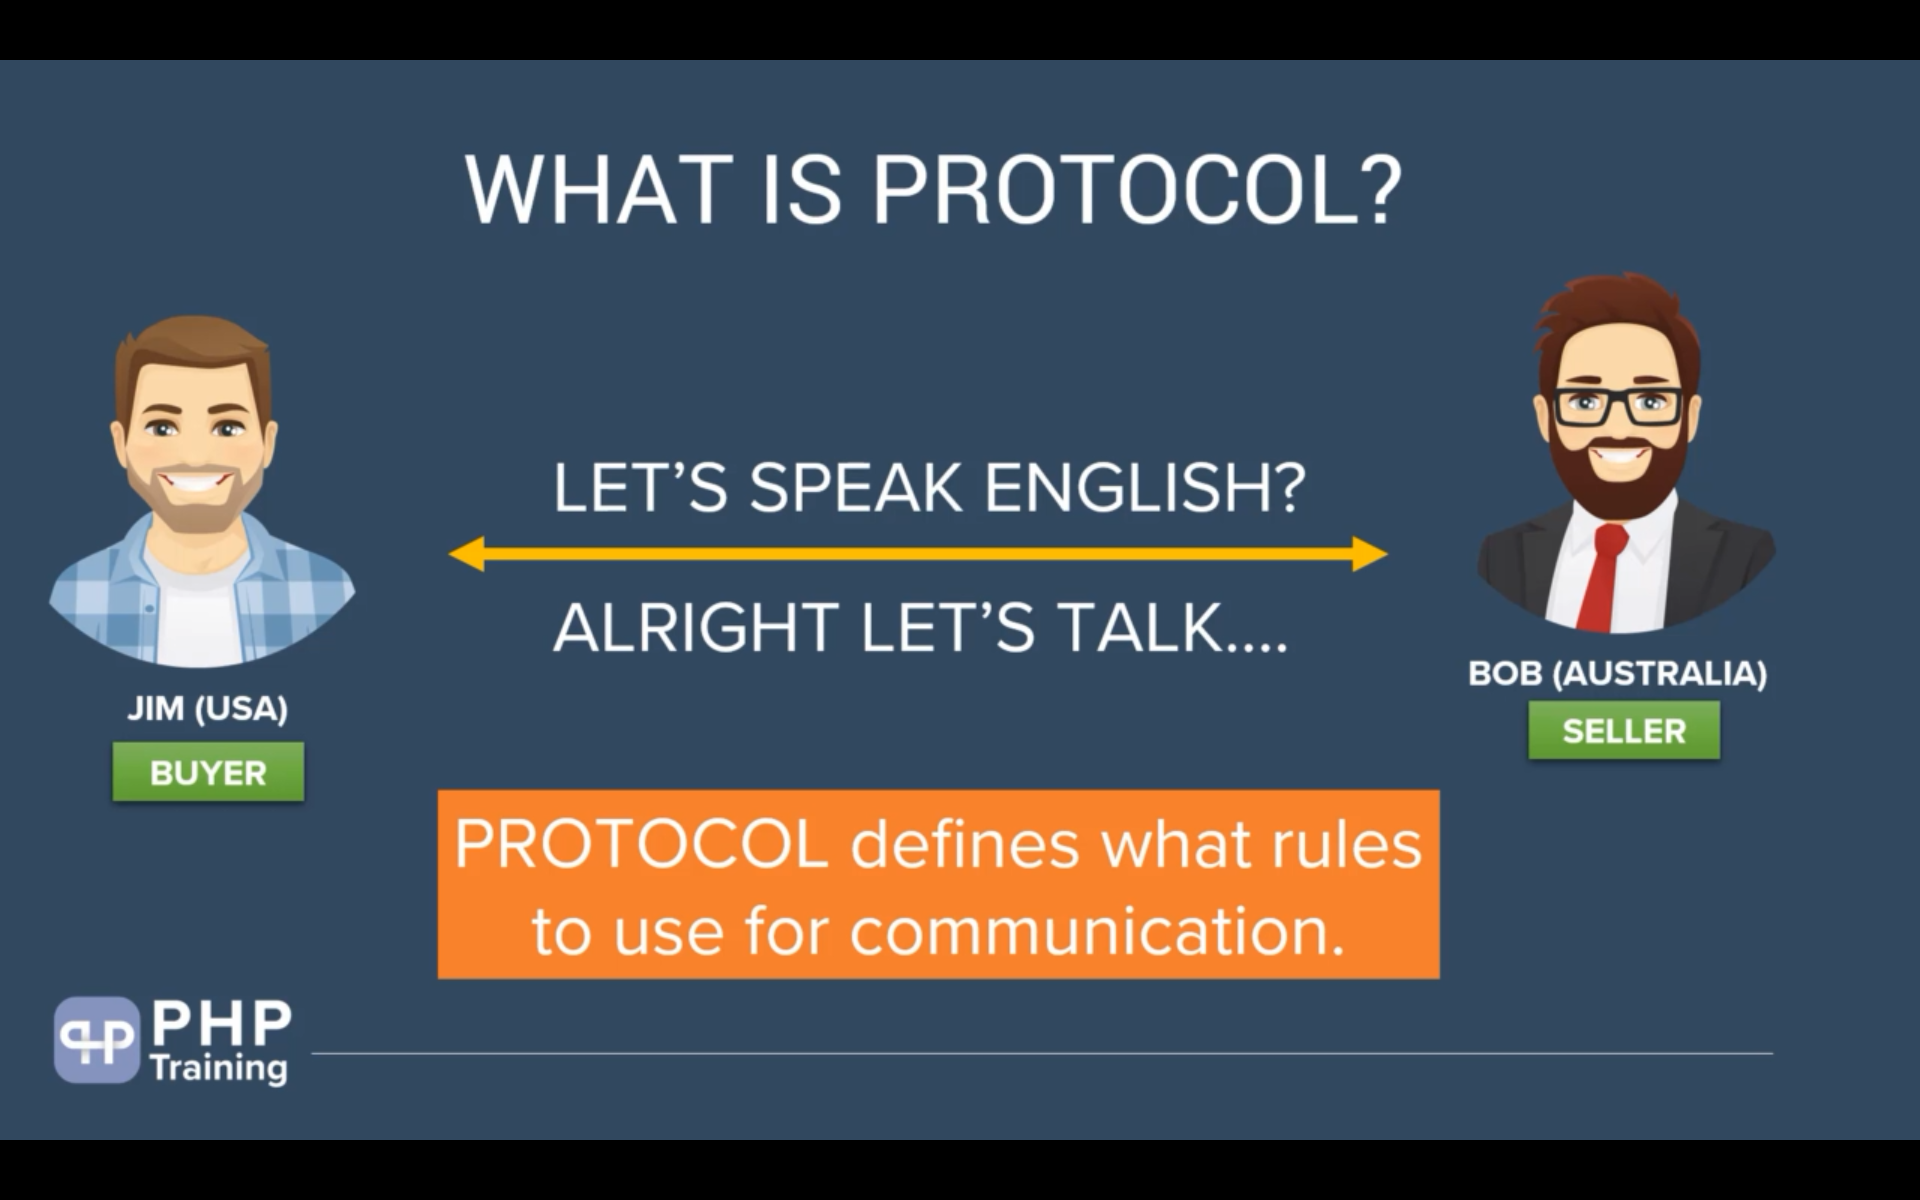 WHAT IS PROTOCOL?
LET’S SPEAK ENGLISH?
ALRIGHT LET’S TALK....
JIM (USA)
BUYER
BOB (AUSTRALIA)
SELLER
PROTOCOL defines what rules
to use for communication.
php
PHP
Training